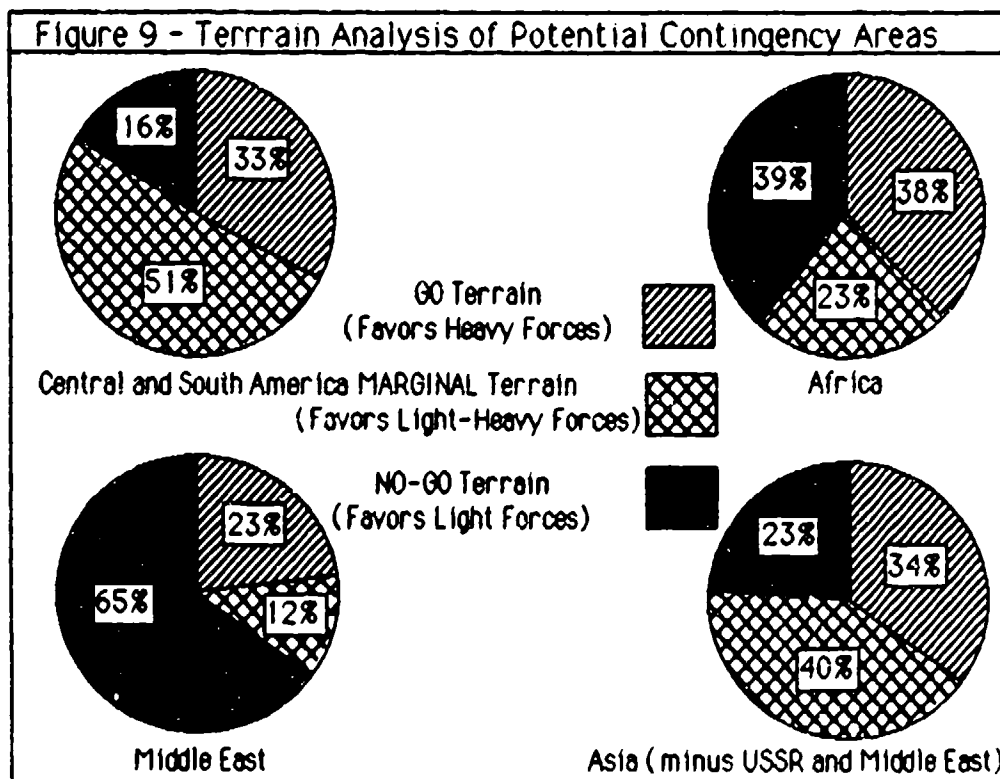 Figure 9 - Terrrain Analysis of Potential Contingency Areas
16%
33%
51%
39%
38%
23%
GO Terrain
(Favors Heavy Forces)
Central and South America
MARGINAL Terrain
(Favors Light-Heavy Forces)
Africa
NO-GO Terrain
(Favors Light Forces)
23%
65%
12%
23%
34%
40%
Middle East
Asia (minus USSR and Middle East)